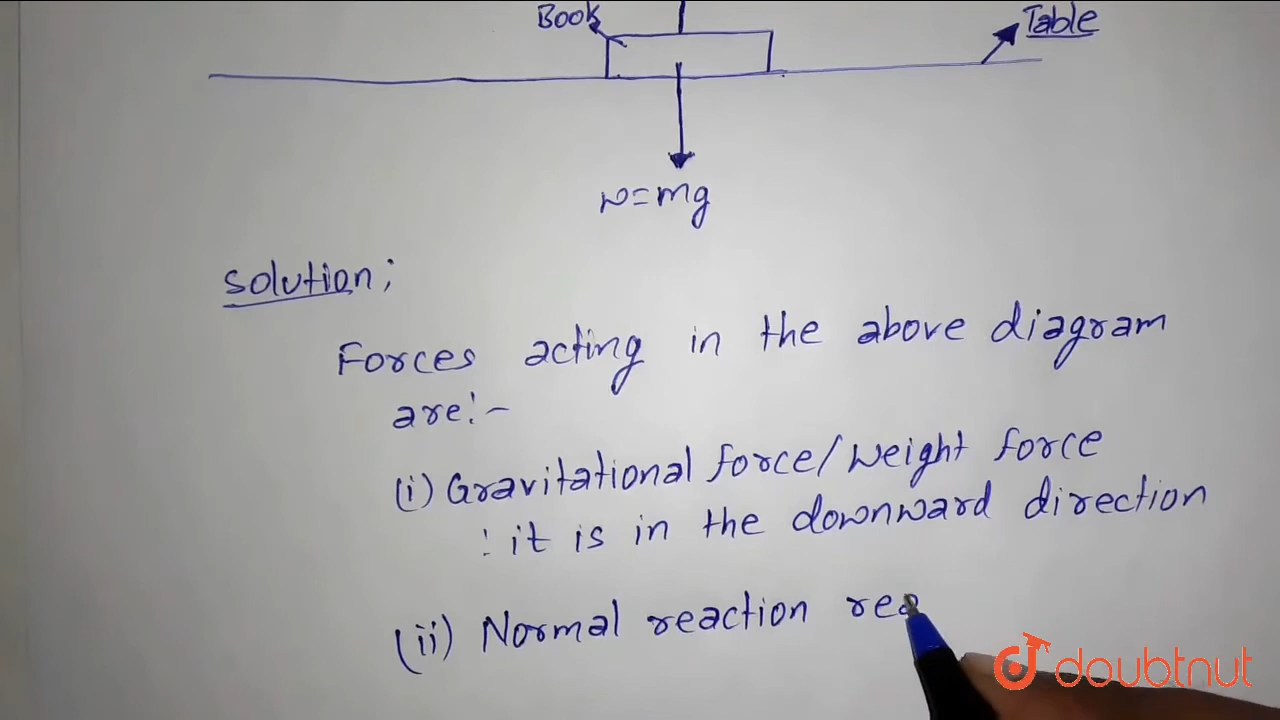 Book
Table
w=mg
Solution;
Forces acting in the above diagram
are:-
(i) Gravitational force/weight force
: it is in the downward direction
(ii) Normal reaction rea
doubtnut